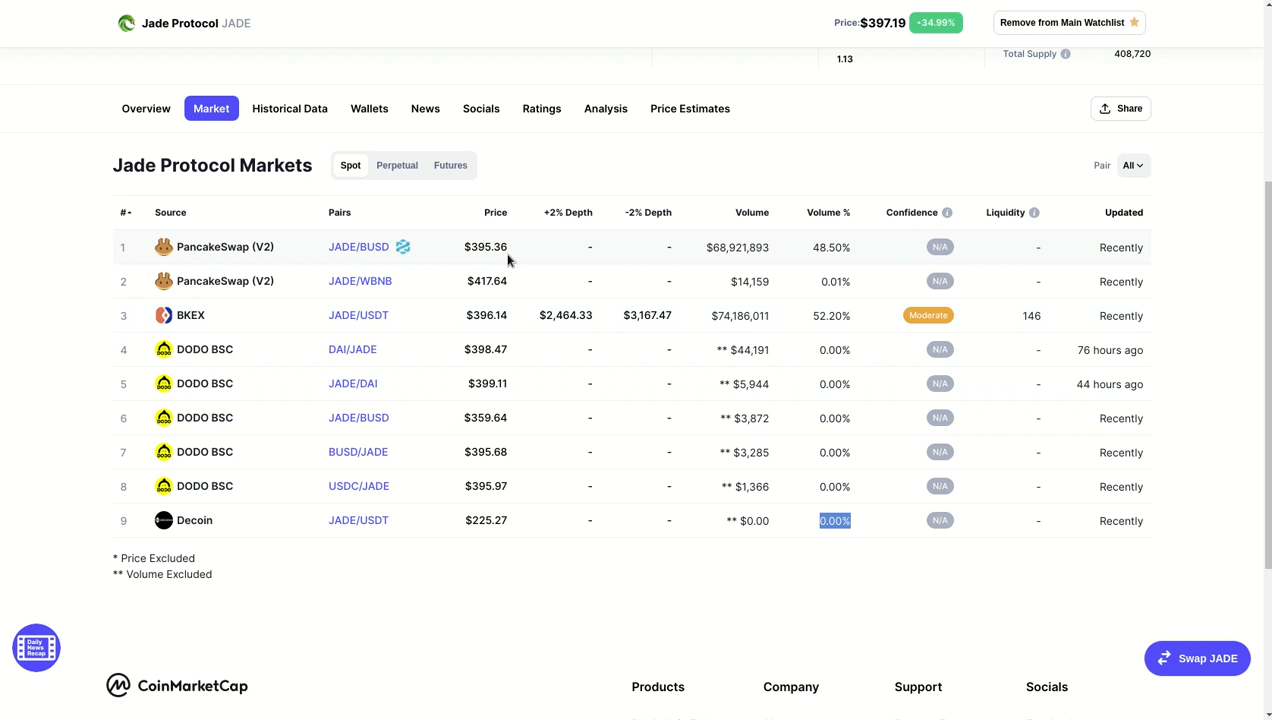 Jade Protocol JADE
Price: $397.19 -34.99%
Remove from Main Watchlist
1.13
Total Supply 408,720
Overview Market Historical Data Wallets News Socials Ratings Analysis Price Estimates
Share
Jade Protocol Markets Spot Perpetual Futures
Pair All
# Source Pairs Price +2% Depth -2% Depth Volume Volume % Confidence Liquidity Updated
1 PancakeSwap (V2) JADE/BUSD $395.36 - - $68,921,893 48.50% N/A - Recently
2 PancakeSwap (V2) JADE/WBNB $417.64 - - $14,159 0.01% N/A - Recently
3 BKEX JADE/USDT $396.14 $2,464.33 $3,167.47 $74,186,011 52.20% Moderate 146 Recently
4 DODO BSC DAI/JADE $398.47 - - ** $44,191 0.00% N/A - 76 hours ago
5 DODO BSC JADE/DAI $399.11 - - ** $5,944 0.00% N/A - 44 hours ago
6 DODO BSC JADE/BUSD $359.64 - - ** $3,872 0.00% N/A - Recently
7 DODO BSC BUSD/JADE $395.68 - - ** $3,285 0.00% N/A - Recently
8 DODO BSC USDC/JADE $395.97 - - ** $1,366 0.00% N/A - Recently
9 Decoin JADE/USDT $225.27 - - ** $0.00 0.00% N/A - Recently
* Price Excluded
** Volume Excluded
Daily
News
Recap
Swap JADE
CoinMarketCap
Products Company Support Socials